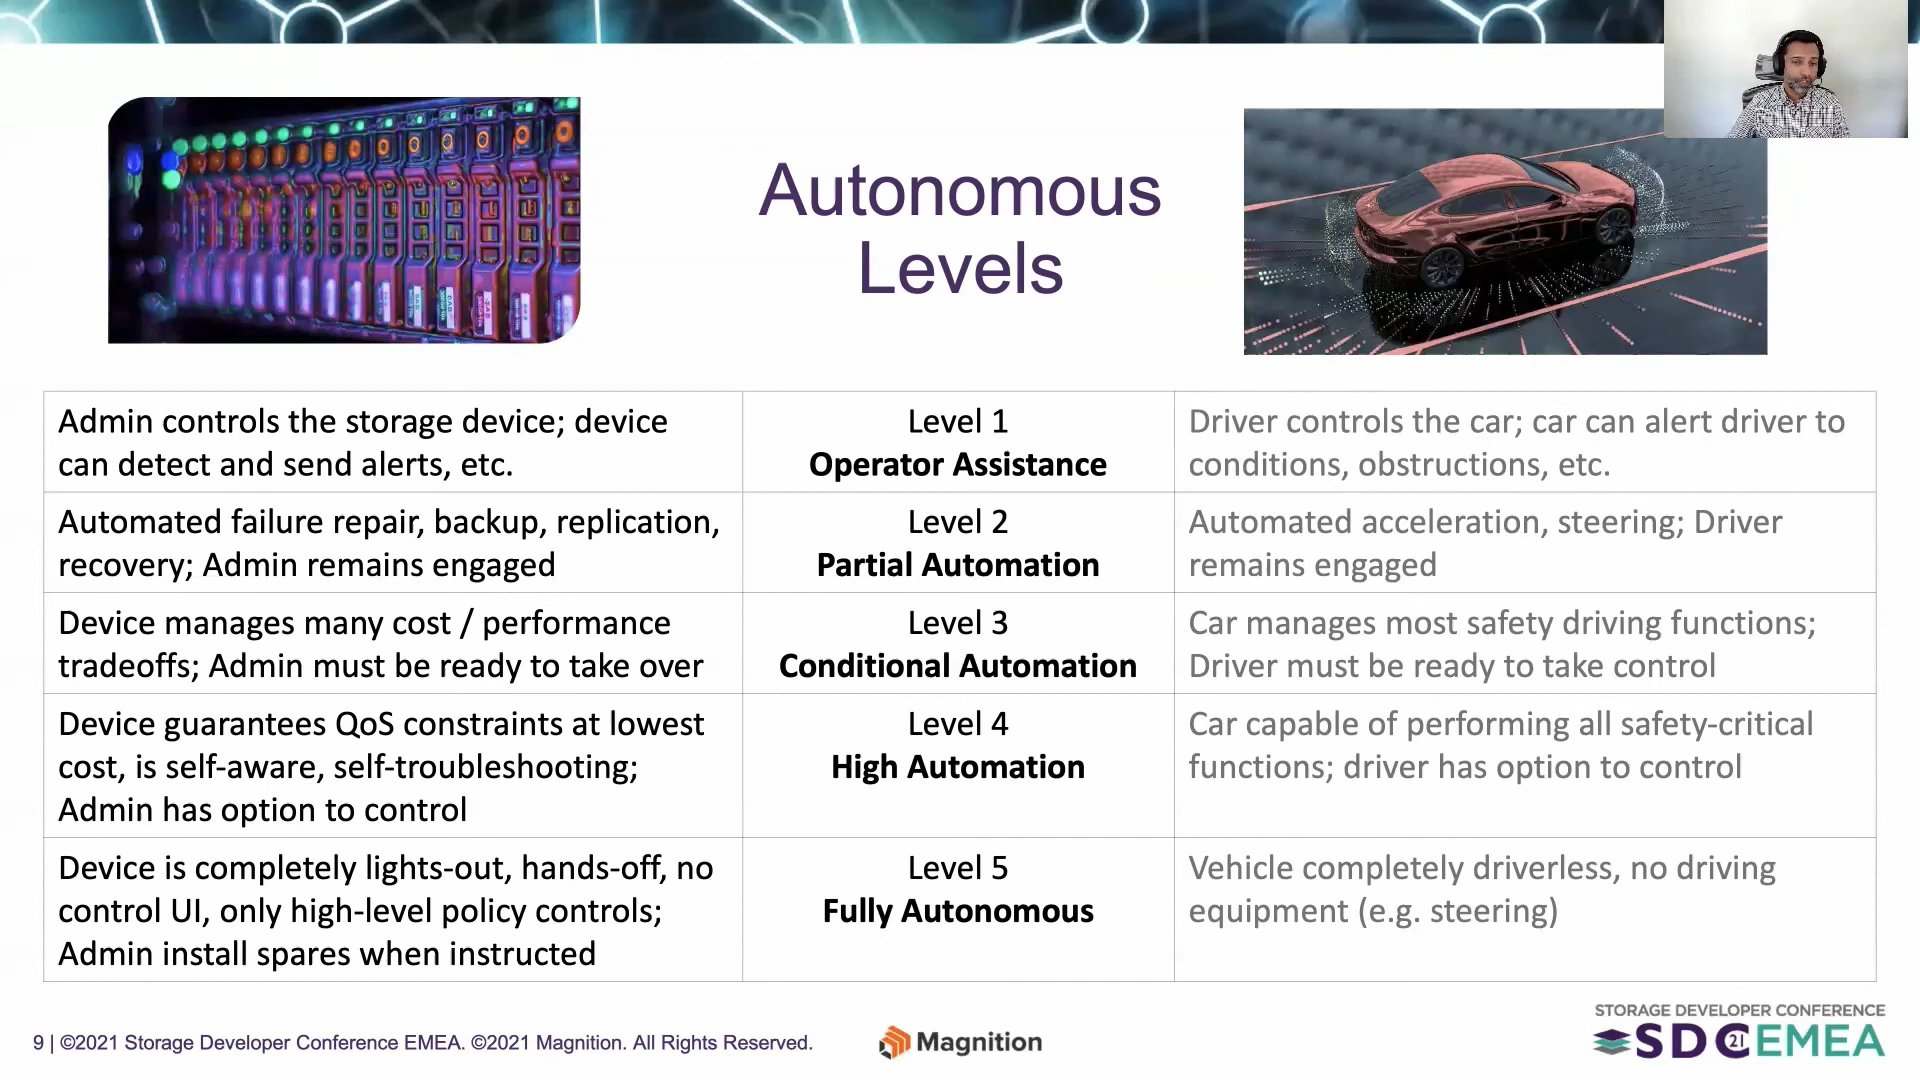 Autonomous
Levels
Admin controls the storage device; device
can detect and send alerts, etc.
Level 1
Operator Assistance
Driver controls the car; car can alert driver to
conditions, obstructions, etc.
Automated failure repair, backup, replication,
recovery; Admin remains engaged
Level 2
Partial Automation
Automated acceleration, steering; Driver
remains engaged
Device manages many cost / performance
tradeoffs; Admin must be ready to take over
Level 3
Conditional Automation
Car manages most safety driving functions;
Driver must be ready to take control
Device guarantees QoS constraints at lowest
cost, is self-aware, self-troubleshooting;
Admin has option to control
Level 4
High Automation
Car capable of performing all safety-critical
functions; driver has option to control
Device is completely lights-out, hands-off, no
control UI, only high-level policy controls;
Admin install spares when instructed
Level 5
Fully Autonomous
Vehicle completely driverless, no driving
equipment (e.g. steering)
9 | ©2021 Storage Developer Conference EMEA. ©2021 Magnition. All Rights Reserved.
Magnition
STORAGE DEVELOPER CONFERENCE
SDC 21 EMEA